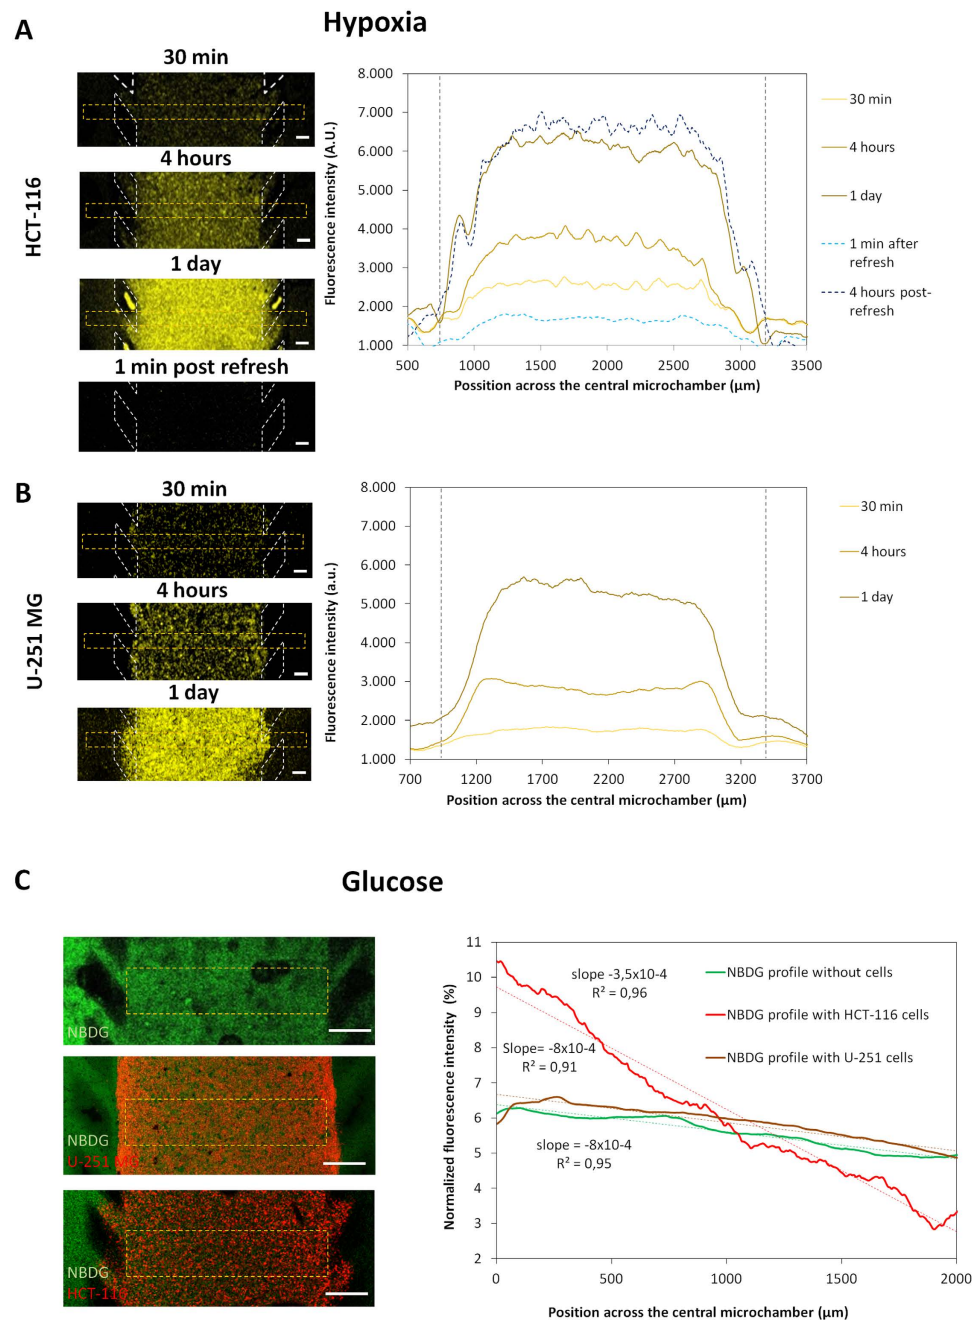 A
Hypoxia
HCT-116
30 min
4 hours
1 day
1 min post refresh
Fluorescence intensity (A.U.)
8.000
7.000
6.000
5.000
4.000
3.000
2.000
1.000
500
1000
1500
2000
2500
3000
3500
Possition across the central microchamber (µm)
30 min
4 hours
1 day
1 min after
refresh
4 hours post-
refresh
B
U-251 MG
30 min
4 hours
1 day
Fluorescence intensity (a.u.)
8.000
7.000
6.000
5.000
4.000
3.000
2.000
1.000
700
1200
1700
2200
2700
3200
3700
Position across the central microchamber (µm)
30 min
4 hours
1 day
C
Glucose
NBDG
NBDG
U-251 MG
NBDG
HCT-116
Normalized fluorescence intensity (%)
11
10
9
8
7
6
5
4
3
2
0
500
1000
1500
2000
Position across the central microchamber (µm)
slope -3,5x10-4
R² = 0,96
Slope= -8x10-4
R² = 0,91
slope = -8x10-4
R² = 0,95
NBDG profile without cells
NBDG profile with HCT-116 cells
NBDG profile with U-251 cells